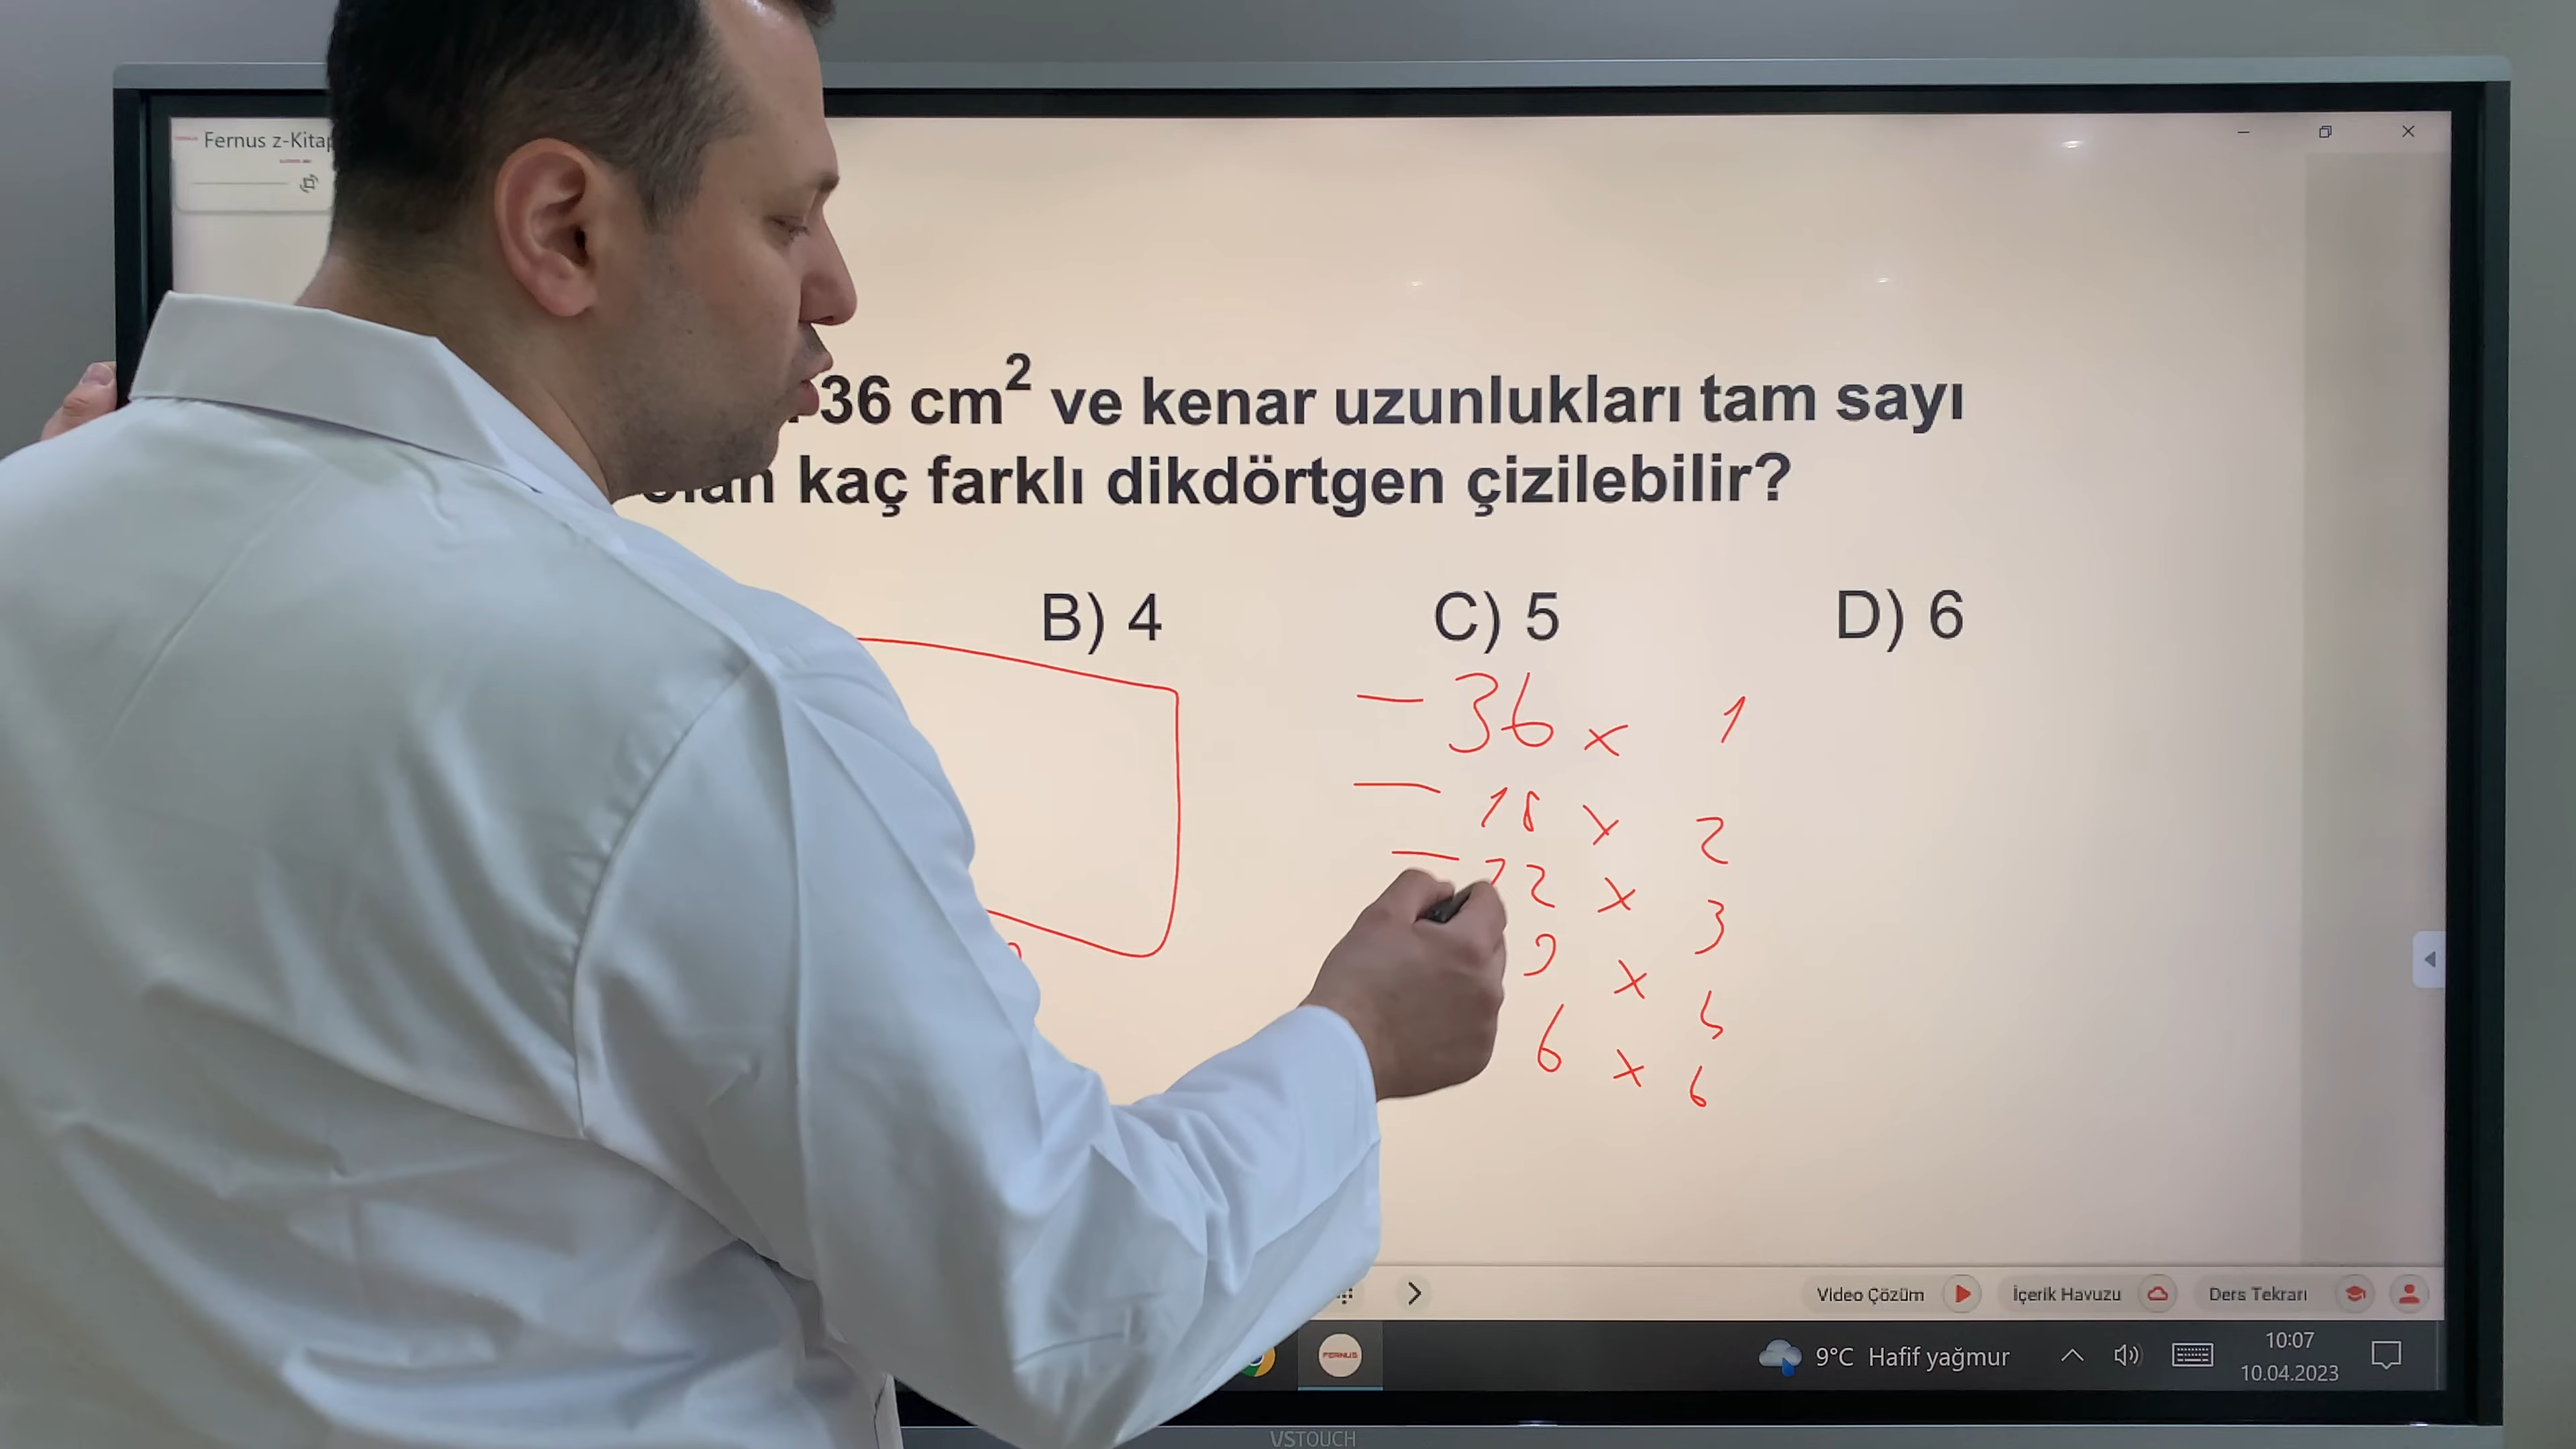 Fernus z-Kitap
36 cm² ve kenar uzunlukları tam sayı
olan kaç farklı dikdörtgen çizilebilir?
B) 4 C) 5 D) 6
— 36 x 1
— 18 x 2
— 12 x 3
9 x 4
6 x 6
Video Çözüm İçerik Havuzu Ders Tekrarı
FERNUS 9°C Hafif yağmur 10:07
10.04.2023
VSTOUCH